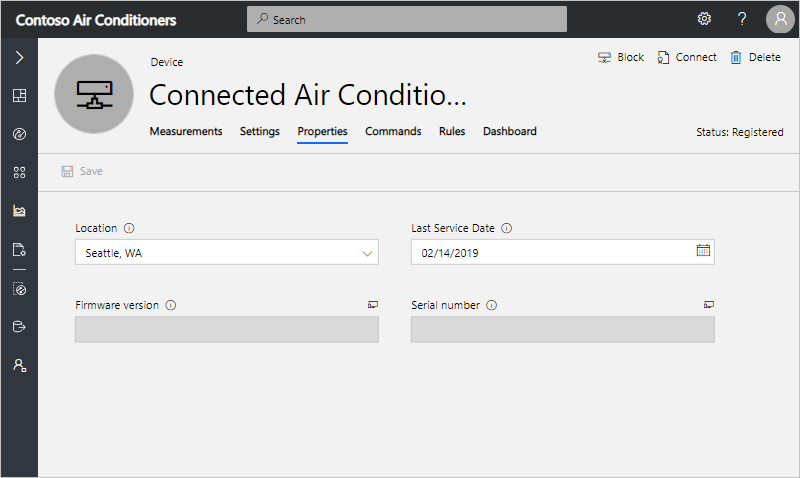 Contoso Air Conditioners
Search
?
Device
Block
Connect
Delete
Connected Air Conditio...
Measurements Settings Properties Commands Rules Dashboard
Status: Registered
Save
Location
Last Service Date
Seattle, WA
02/14/2019
Firmware version
Serial number